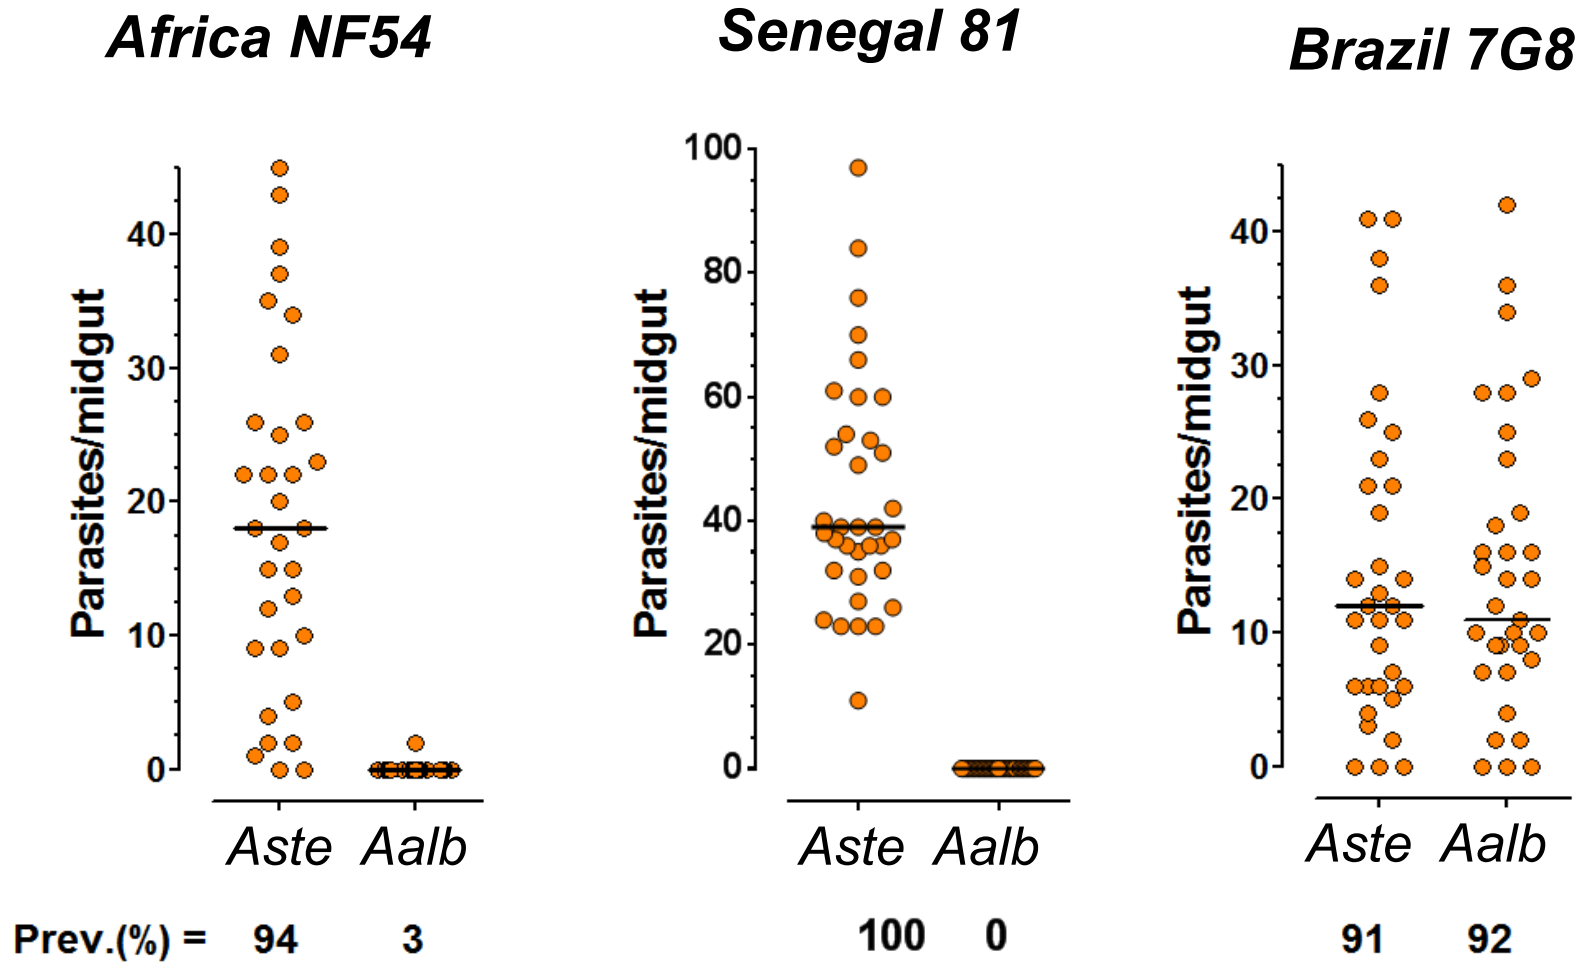 Africa NF54
Parasites/midgut
40
30
20
10
0
Aste Aalb
Senegal 81
Parasites/midgut
100
80
60
40
20
0
Aste Aalb
Brazil 7G8
Parasites/midgut
40
30
20
10
0
Aste Aalb
Prev.(%) = 94 3 100 0 91 92